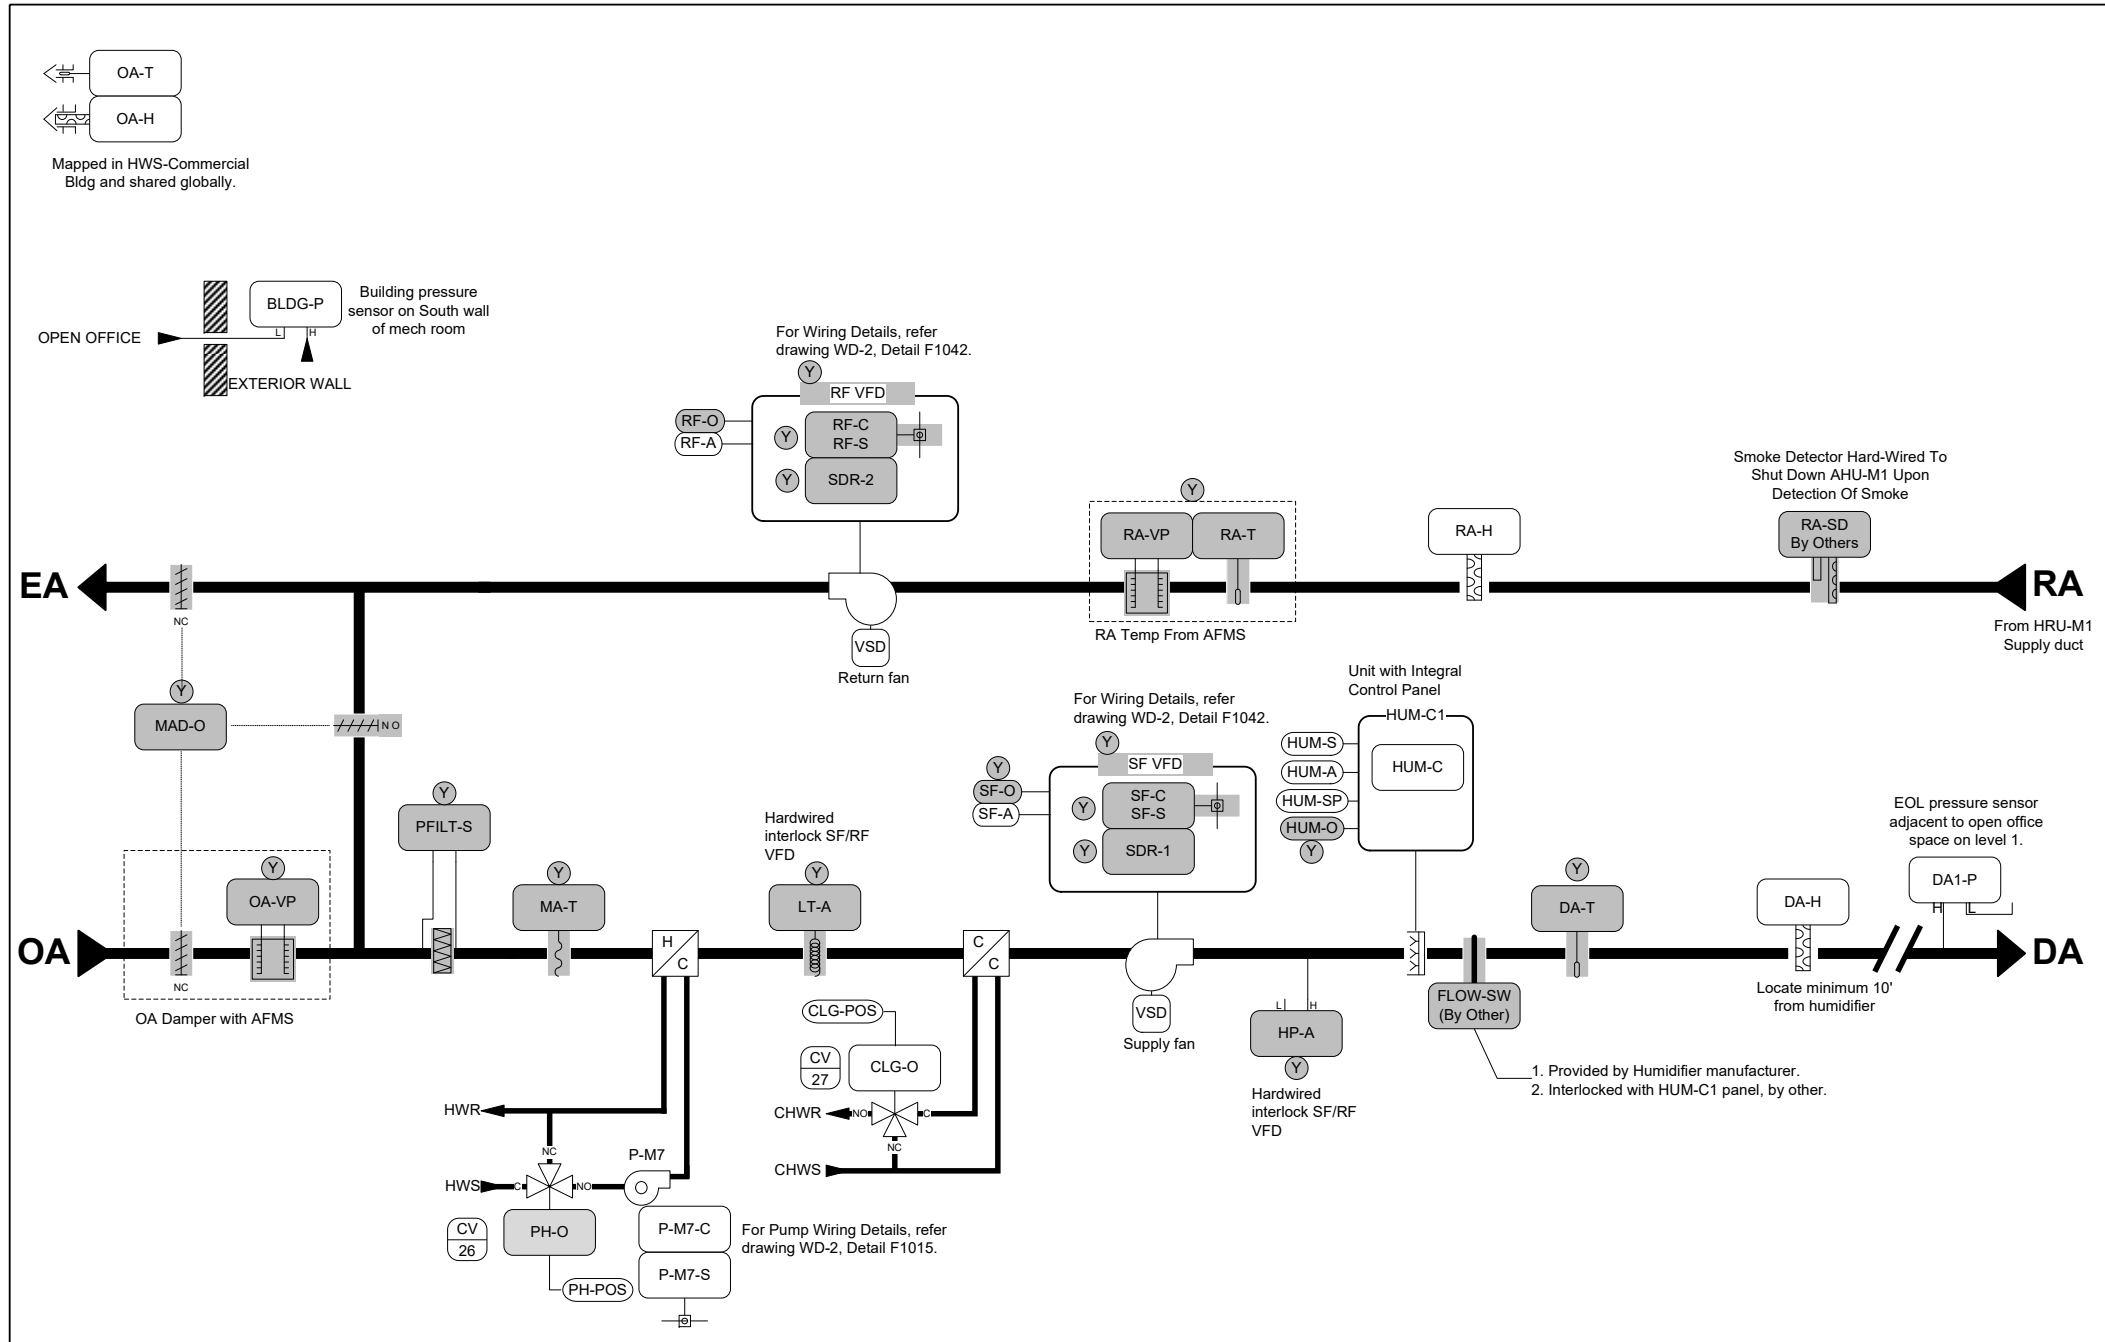 OA-T
OA-H
Mapped in HWS-Commercial
Bldg and shared globally.
BLDG-P
L
H
Building pressure
sensor on South wall
of mech room
OPEN OFFICE
EXTERIOR WALL
For Wiring Details, refer
drawing WD-2, Detail F1042.
Y
RF VFD
RF-O
RF-A
Y
RF-C
RF-S
Y
SDR-2
Smoke Detector Hard-Wired To
Shut Down AHU-M1 Upon
Detection Of Smoke
Y
RA-VP
RA-T
RA-H
RA-SD
By Others
EA
NC
RA
VSD
Return fan
RA Temp From AFMS
From HRU-M1
Supply duct
Y
MAD-O
N O
For Wiring Details, refer
drawing WD-2, Detail F1042.
Y
SF VFD
Y
SF-O
SF-A
Y
SF-C
SF-S
Y
SDR-1
Unit with Integral
Control Panel
HUM-C1
HUM-S
HUM-A
HUM-SP
HUM-O
Y
HUM-C
Y
PFILT-S
Hardwired
interlock SF/RF
VFD
EOL pressure sensor
adjacent to open office
space on level 1.
Y
OA-VP
Y
MA-T
Y
LT-A
Y
DA-T
DA-H
DA1-P
H
L
OA
NC
H
C
C
C
DA
OA Damper with AFMS
VSD
Supply fan
L
H
HP-A
Y
Hardwired
interlock SF/RF
VFD
FLOW-SW
(By Other)
Locate minimum 10'
from humidifier
1. Provided by Humidifier manufacturer.
2. Interlocked with HUM-C1 panel, by other.
CLG-POS
CV
27
CLG-O
CHWR
NO
C
NC
CHWS
HWR
NC
P-M7
HWS
C
NO
CV
26
PH-O
PH-POS
P-M7-C
P-M7-S
For Pump Wiring Details, refer
drawing WD-2, Detail F1015.